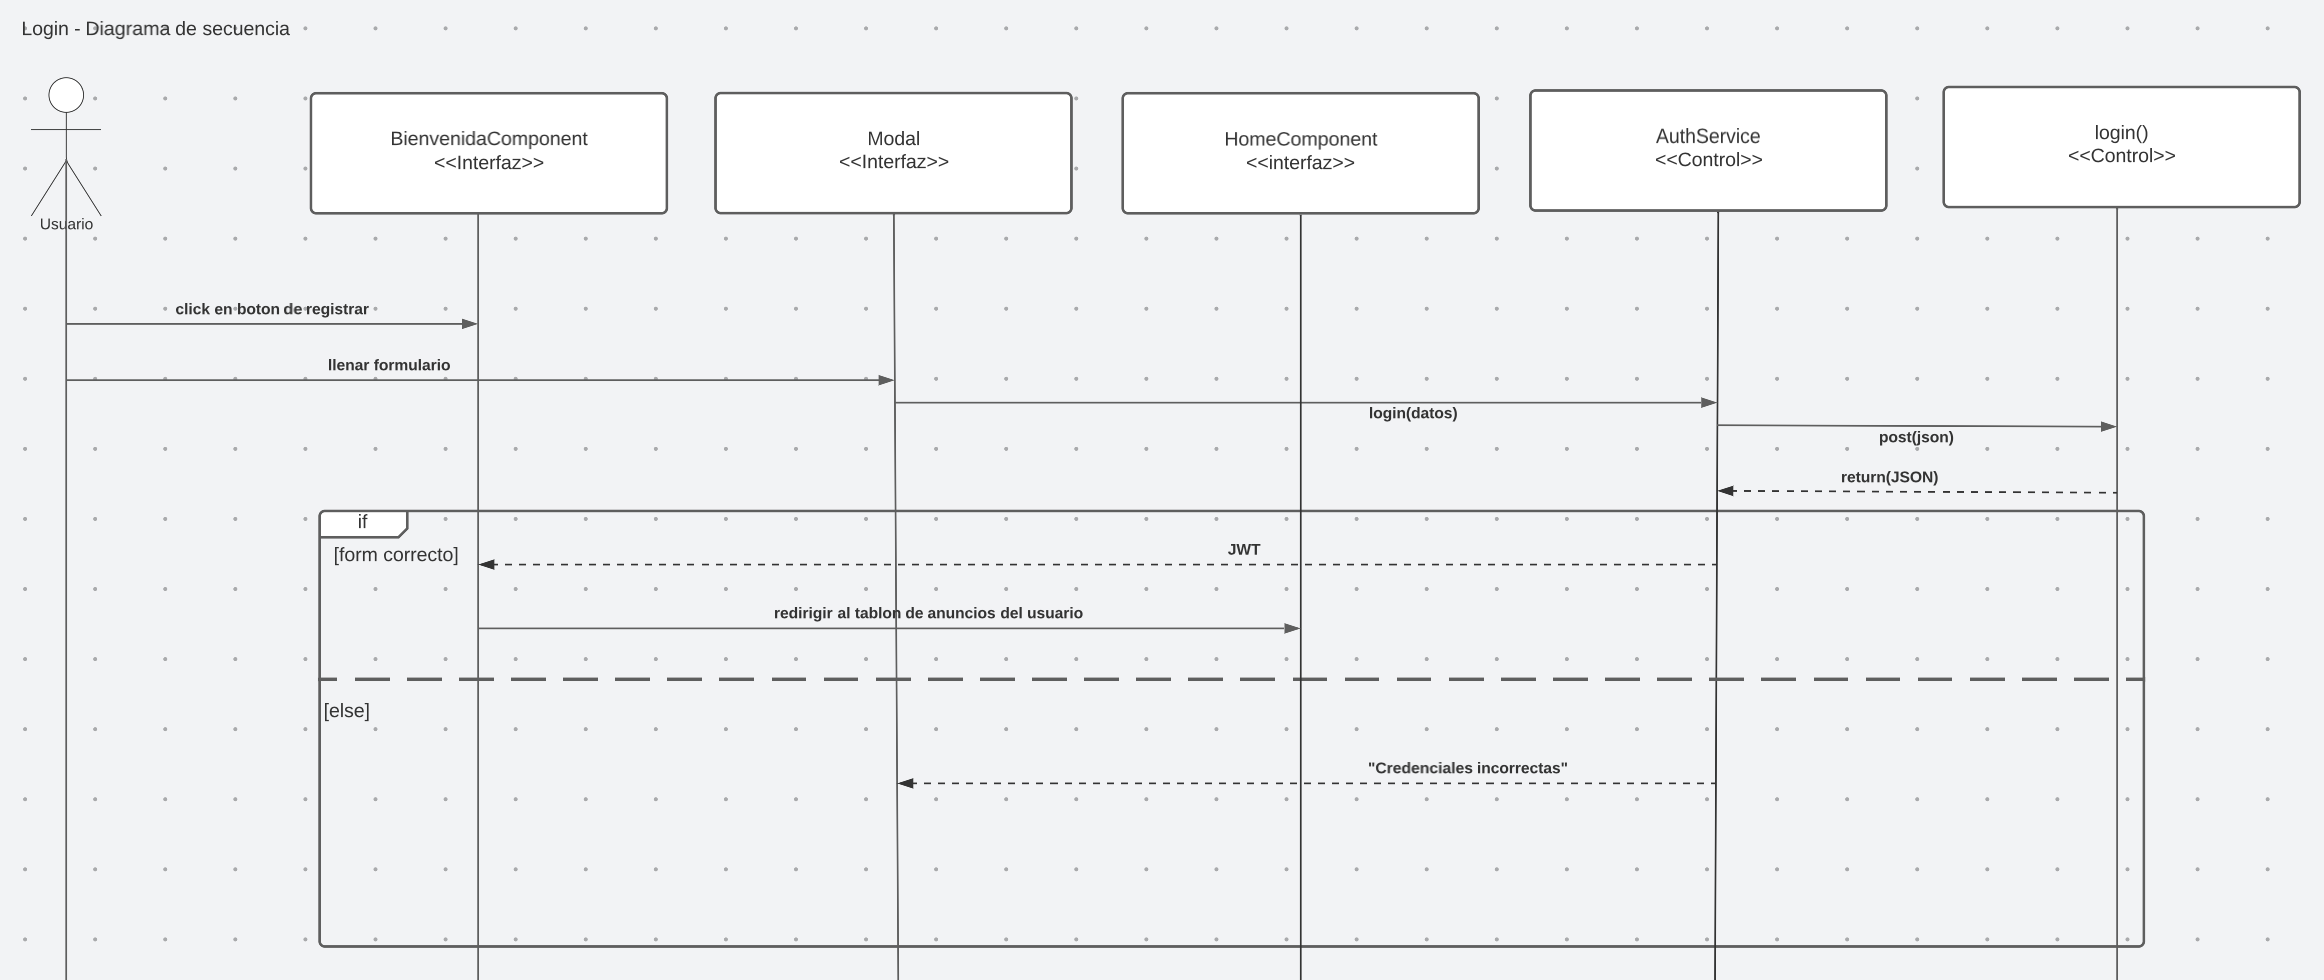 Login - Diagrama de secuencia
BienvenidaComponent
<<Interfaz>>
Modal
<<Interfaz>>
HomeComponent
<<interfaz>>
AuthService
<<Control>>
login()
<<Control>>
Usuario
click en boton de registrar
llenar formulario
login(datos)
post(json)
return(JSON)
if
[form correcto]
JWT
redirigir al tablon de anuncios del usuario
[else]
"Credenciales incorrectas"